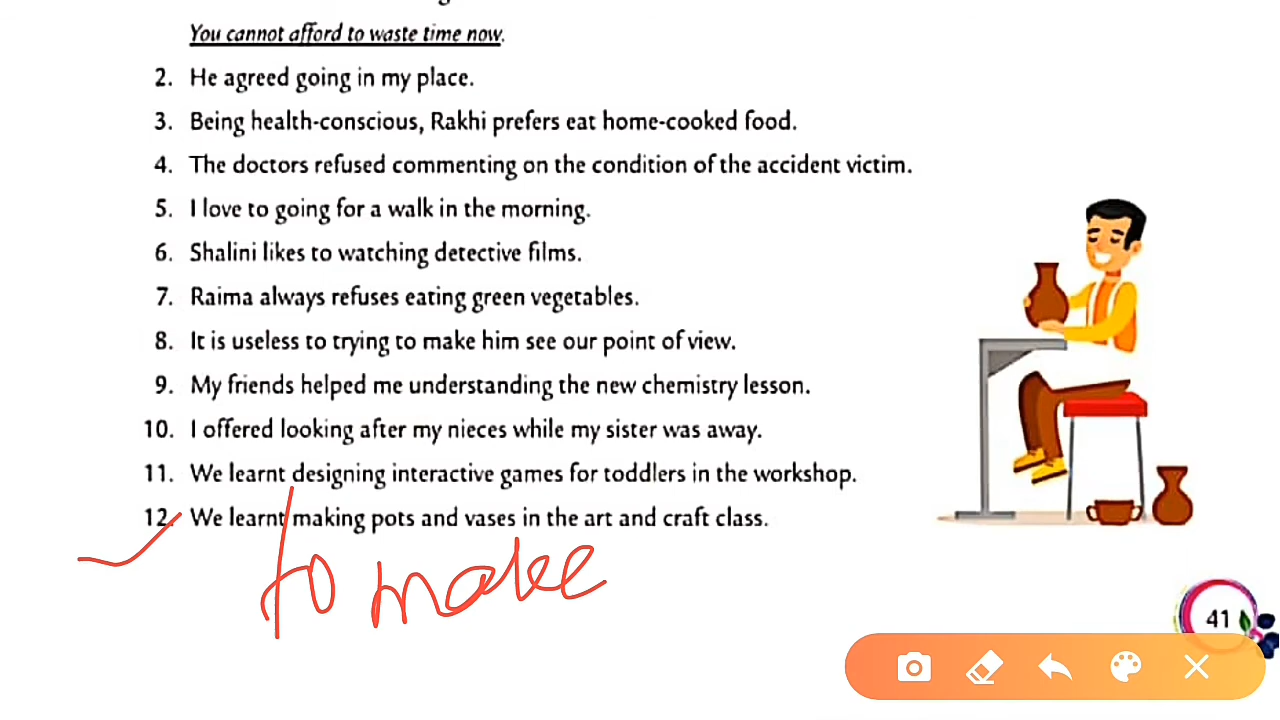 You cannot afford to waste time now.
2. He agreed going in my place.
3. Being health-conscious, Rakhi prefers eat home-cooked food.
4. The doctors refused commenting on the condition of the accident victim.
5. I love to going for a walk in the morning.
6. Shalini likes to watching detective films.
7. Raima always refuses eating green vegetables.
8. It is useless to trying to make him see our point of view.
9. My friends helped me understanding the new chemistry lesson.
10. I offered looking after my nieces while my sister was away.
11. We learnt designing interactive games for toddlers in the workshop.
12. We learnt making pots and vases in the art and craft class.
to make
41